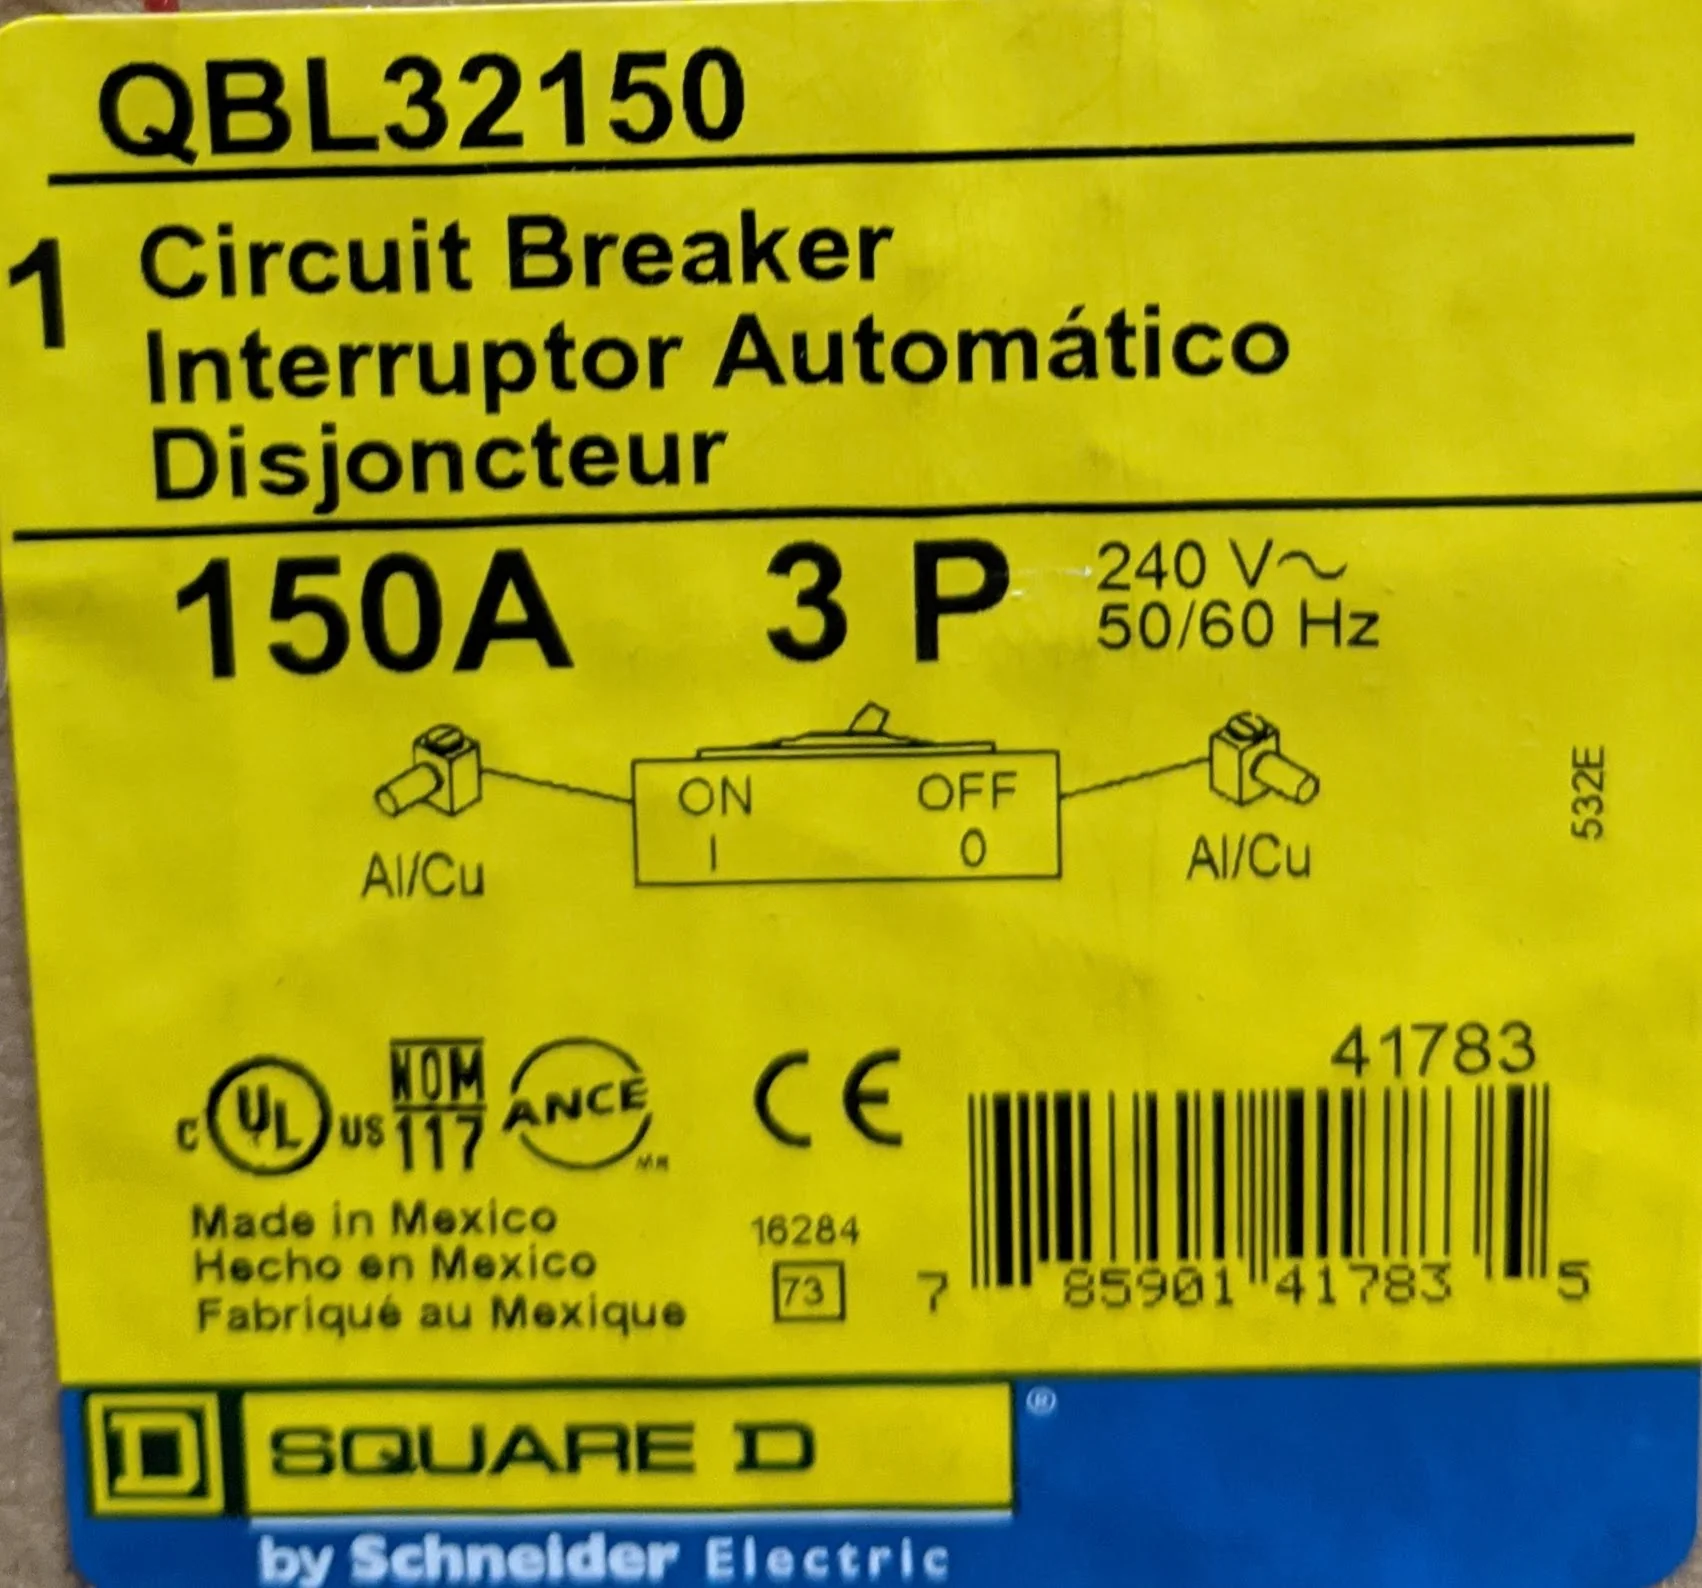 QBL32150
1
Circuit Breaker
Interruptor Automático
Disjoncteur
150A 3 P 240 V~
50/60 Hz
ON OFF
I 0
Al/Cu Al/Cu
532E
41783
C UL US NOM 117 ANCE CE
Made in Mexico
Hecho en Mexico
Fabriqué au Mexique
16284
73
7 85901 41783 5
D SQUARE D ®
by Schneider Electric